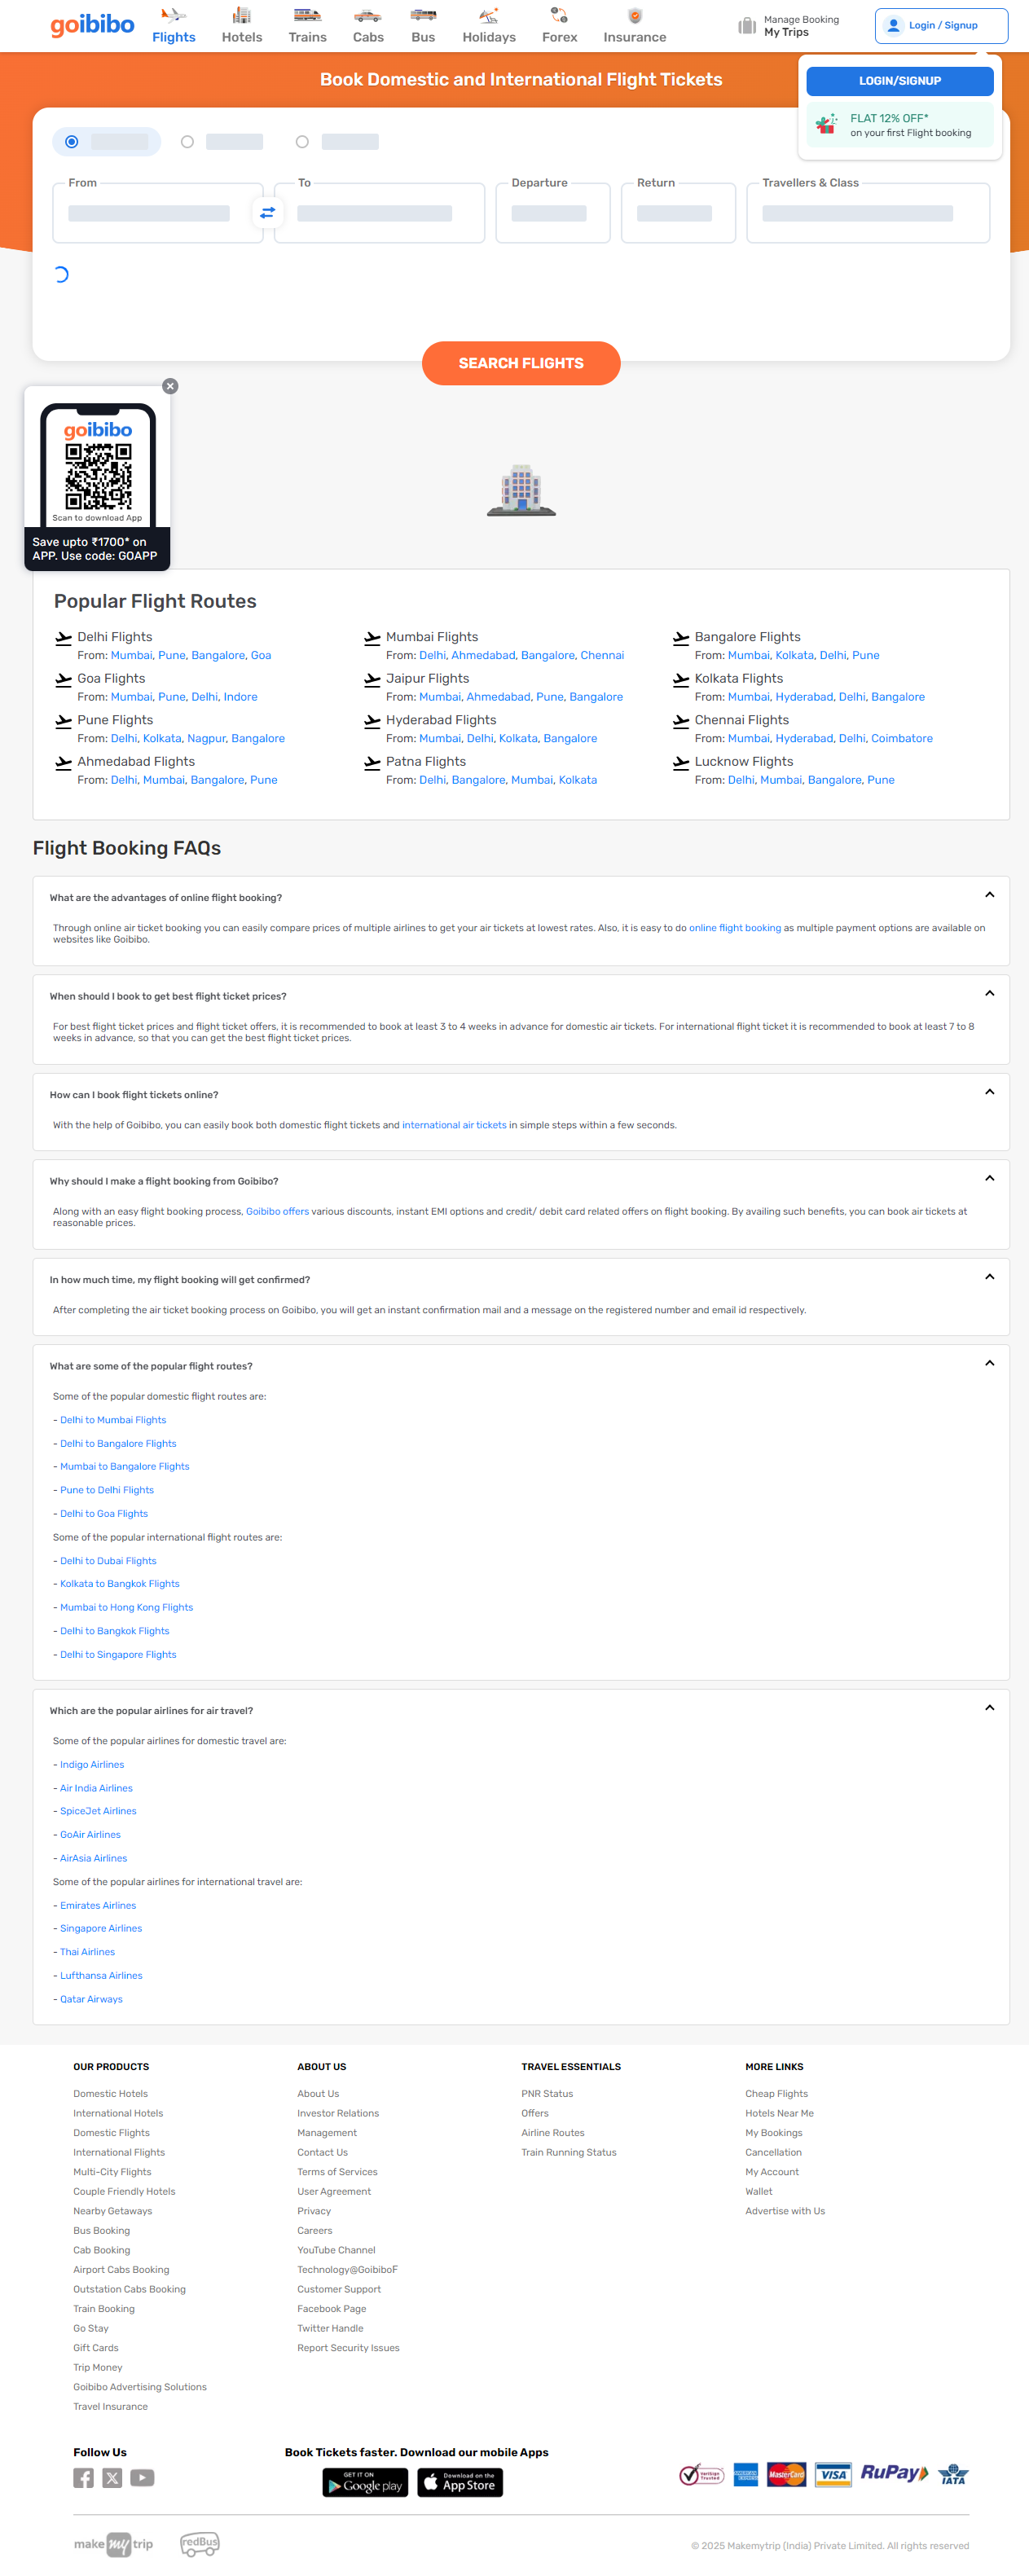 goibibo
Flights
Hotels
Trains
Cabs
Bus
Holidays
Forex
Insurance
Manage Booking
My Trips
Login / Signup
LOGIN/SIGNUP
FLAT 12% OFF*
on your first Flight booking
Book Domestic and International Flight Tickets
From
To
Departure
Return
Travellers & Class
SEARCH FLIGHTS
goibibo
Scan to download App
Save upto ₹1700* on
APP. Use code: GOAPP
Popular Flight Routes
Delhi Flights
From: Mumbai, Pune, Bangalore, Goa
Mumbai Flights
From: Delhi, Ahmedabad, Bangalore, Chennai
Bangalore Flights
From: Mumbai, Kolkata, Delhi, Pune
Goa Flights
From: Mumbai, Pune, Delhi, Indore
Jaipur Flights
From: Mumbai, Ahmedabad, Pune, Bangalore
Kolkata Flights
From: Mumbai, Hyderabad, Delhi, Bangalore
Pune Flights
From: Delhi, Kolkata, Nagpur, Bangalore
Hyderabad Flights
From: Mumbai, Delhi, Kolkata, Bangalore
Chennai Flights
From: Mumbai, Hyderabad, Delhi, Coimbatore
Ahmedabad Flights
From: Delhi, Mumbai, Bangalore, Pune
Patna Flights
From: Delhi, Bangalore, Mumbai, Kolkata
Lucknow Flights
From: Delhi, Mumbai, Bangalore, Pune
Flight Booking FAQs
What are the advantages of online flight booking?
Through online air ticket booking you can easily compare prices of multiple airlines to get your air tickets at lowest rates. Also, it is easy to do online flight booking as multiple payment options are available on
websites like Goibibo.
When should I book to get best flight ticket prices?
For best flight ticket prices and flight ticket offers, it is recommended to book at least 3 to 4 weeks in advance for domestic air tickets. For international flight ticket it is recommended to book at least 7 to 8
weeks in advance, so that you can get the best flight ticket prices.
How can I book flight tickets online?
With the help of Goibibo, you can easily book both domestic flight tickets and international air tickets in simple steps within a few seconds.
Why should I make a flight booking from Goibibo?
Along with an easy flight booking process, Goibibo offers various discounts, instant EMI options and credit/ debit card related offers on flight booking. By availing such benefits, you can book air tickets at
reasonable prices.
In how much time, my flight booking will get confirmed?
After completing the air ticket booking process on Goibibo, you will get an instant confirmation mail and a message on the registered number and email id respectively.
What are some of the popular flight routes?
Some of the popular domestic flight routes are:
- Delhi to Mumbai Flights
- Delhi to Bangalore Flights
- Mumbai to Bangalore Flights
- Pune to Delhi Flights
- Delhi to Goa Flights
Some of the popular international flight routes are:
- Delhi to Dubai Flights
- Kolkata to Bangkok Flights
- Mumbai to Hong Kong Flights
- Delhi to Bangkok Flights
- Delhi to Singapore Flights
Which are the popular airlines for air travel?
Some of the popular airlines for domestic travel are:
- Indigo Airlines
- Air India Airlines
- SpiceJet Airlines
- GoAir Airlines
- AirAsia Airlines
Some of the popular airlines for international travel are:
- Emirates Airlines
- Singapore Airlines
- Thai Airlines
- Lufthansa Airlines
- Qatar Airways
OUR PRODUCTS
Domestic Hotels
International Hotels
Domestic Flights
International Flights
Multi-City Flights
Couple Friendly Hotels
Nearby Getaways
Bus Booking
Cab Booking
Airport Cabs Booking
Outstation Cabs Booking
Train Booking
Go Stay
Gift Cards
Trip Money
Goibibo Advertising Solutions
Travel Insurance
ABOUT US
About Us
Investor Relations
Management
Contact Us
Terms of Services
User Agreement
Privacy
Careers
YouTube Channel
Technology@GoibiboF
Customer Support
Facebook Page
Twitter Handle
Report Security Issues
TRAVEL ESSENTIALS
PNR Status
Offers
Airline Routes
Train Running Status
MORE LINKS
Cheap Flights
Hotels Near Me
My Bookings
Cancellation
My Account
Wallet
Advertise with Us
Follow Us
Book Tickets faster. Download our mobile Apps
GET IT ON
Google play
Download on the
App Store
VeriSign
Trusted
AMERICAN
EXPRESS
MasterCard
VISA
RuPay
IATA
make my trip
redBus
© 2025 Makemytrip (India) Private Limited. All rights reserved